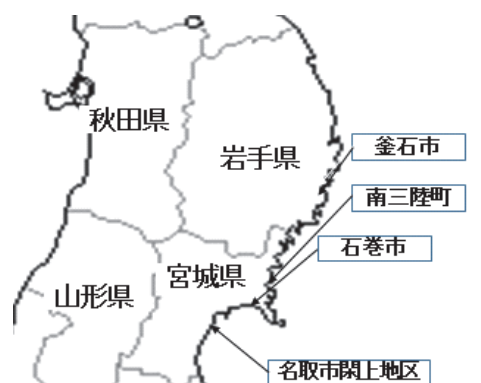 秋田県
岩手県
釜石市
南三陸町
石巻市
宮城県
山形県
名取市閖上地区